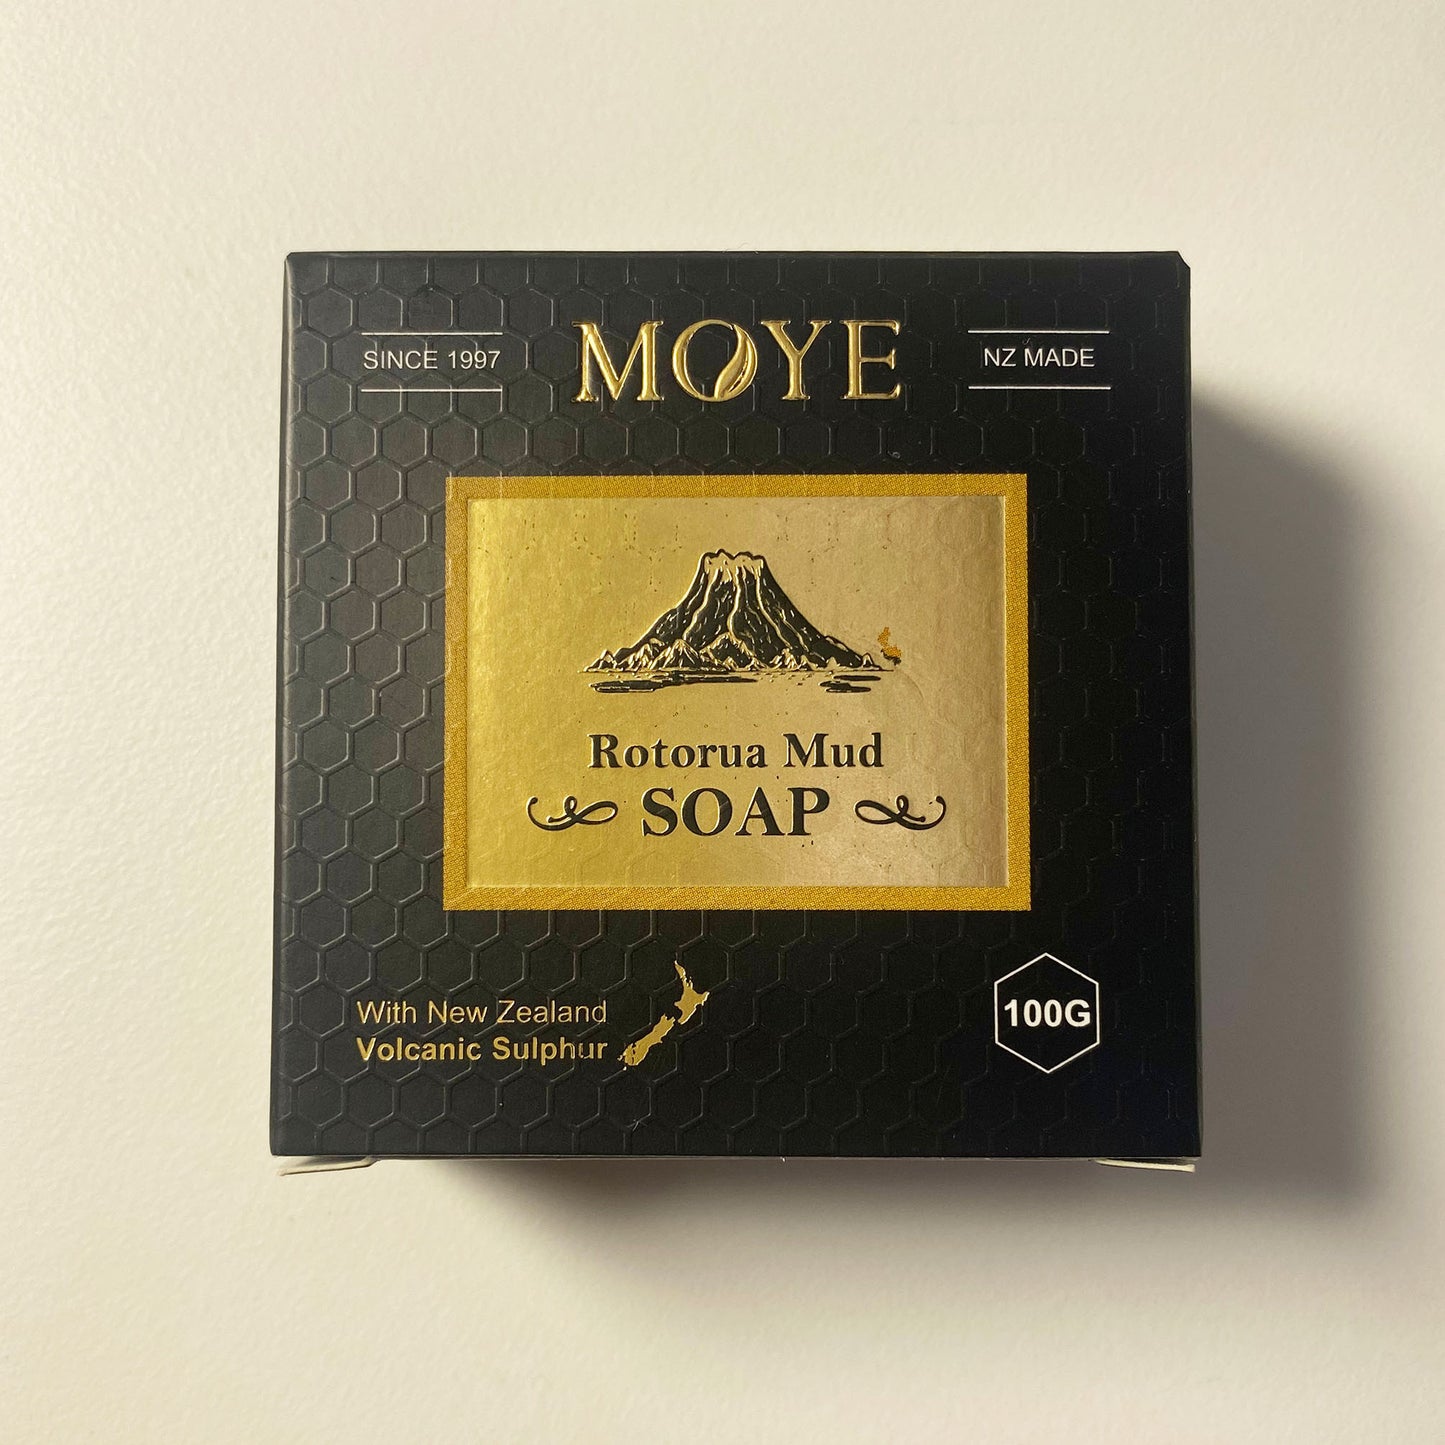 SINCE 1997
MOYE
NZ MADE
Rotorua Mud
SOAP
With New Zealand
Volcanic Sulphur
100G